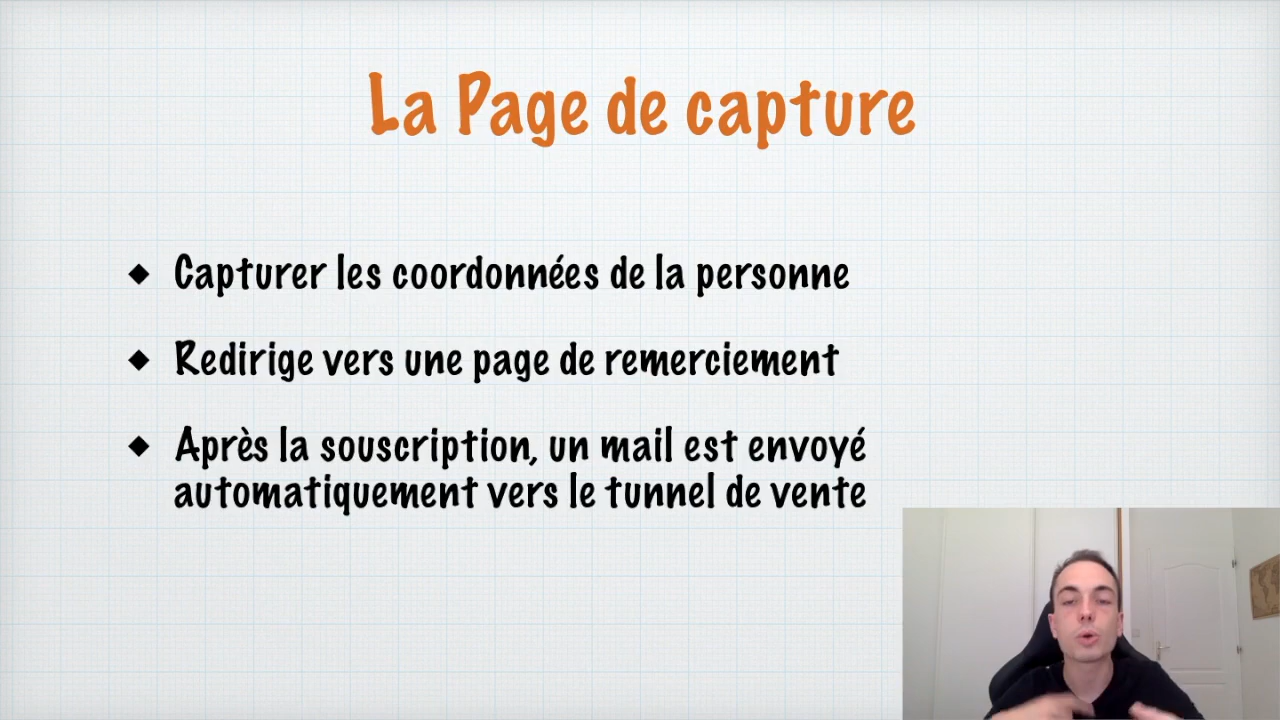 La Page de capture
Capturer les coordonnées de la personne
Redirige vers une page de remerciement
Après la souscription, un mail est envoyé
automatiquement vers le tunnel de vente